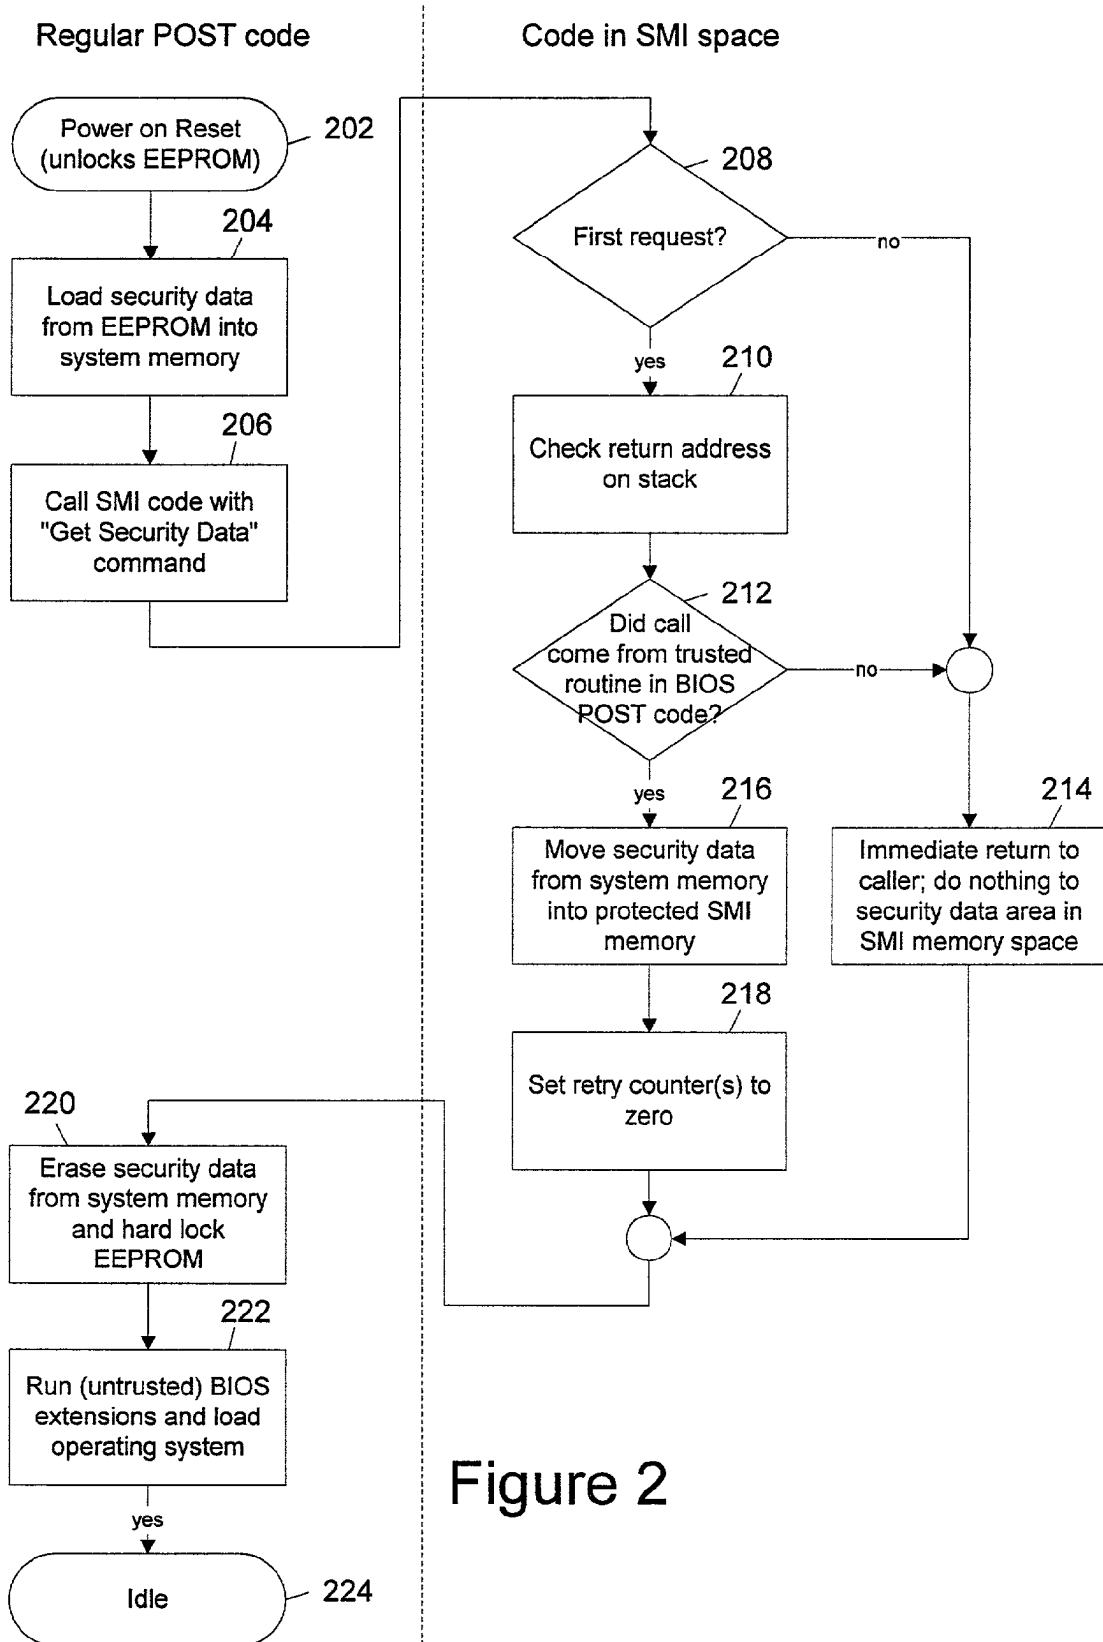 Regular POST code
Code in SMI space
Power on Reset
(unlocks EEPROM)
202
204
Load security data
from EEPROM into
system memory
206
Call SMI code with
"Get Security Data"
command
208
First request?
no
yes
210
Check return address
on stack
212
Did call
come from trusted
routine in BIOS
POST code?
no
yes
216
Move security data
from system memory
into protected SMI
memory
214
Immediate return to
caller; do nothing to
security data area in
SMI memory space
218
Set retry counter(s) to
zero
220
Erase security data
from system memory
and hard lock
EEPROM
222
Run (untrusted) BIOS
extensions and load
operating system
yes
Idle
224
Figure 2